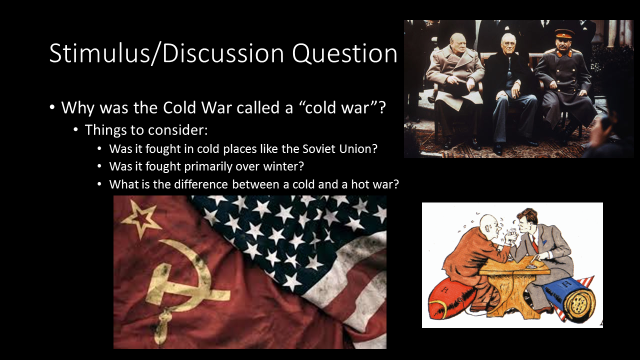 Stimulus/Discussion Question
• Why was the Cold War called a “cold war”?
• Things to consider:
• Was it fought in cold places like the Soviet Union?
• Was it fought primarily over winter?
• What is the difference between a cold and a hot war?